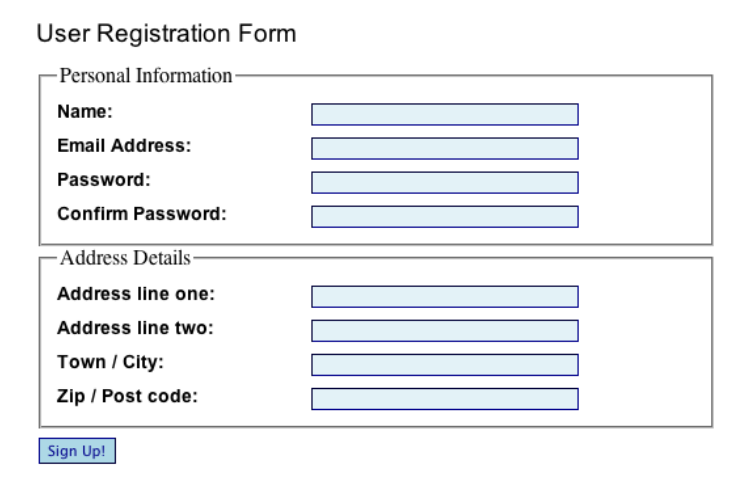 User Registration Form
Personal Information
Name:
Email Address:
Password:
Confirm Password:
Address Details
Address line one:
Address line two:
Town / City:
Zip / Post code:
Sign Up!